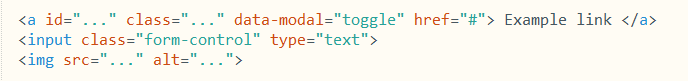 <a id="..." class="..." data-modal="toggle" href="#"> Example link </a>
<input class="form-control" type="text">
<img src="..." alt="...">